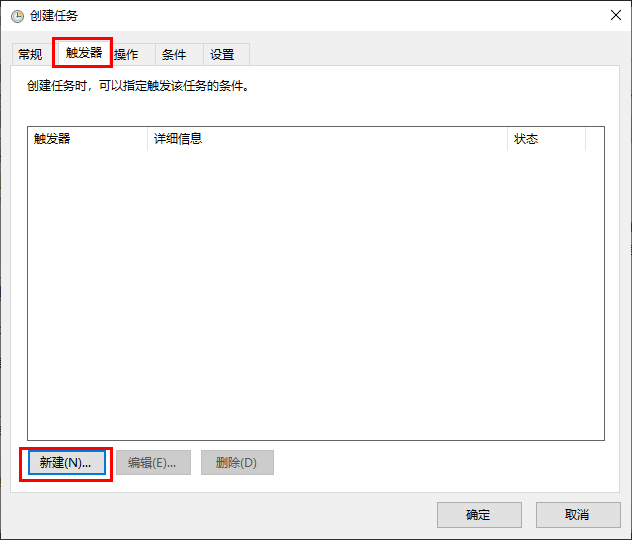 创建任务
常规 触发器 操作 条件 设置
创建任务时，可以指定触发该任务的条件。
触发器 详细信息 状态
新建(N)... 编辑(E)... 删除(D)
确定 取消